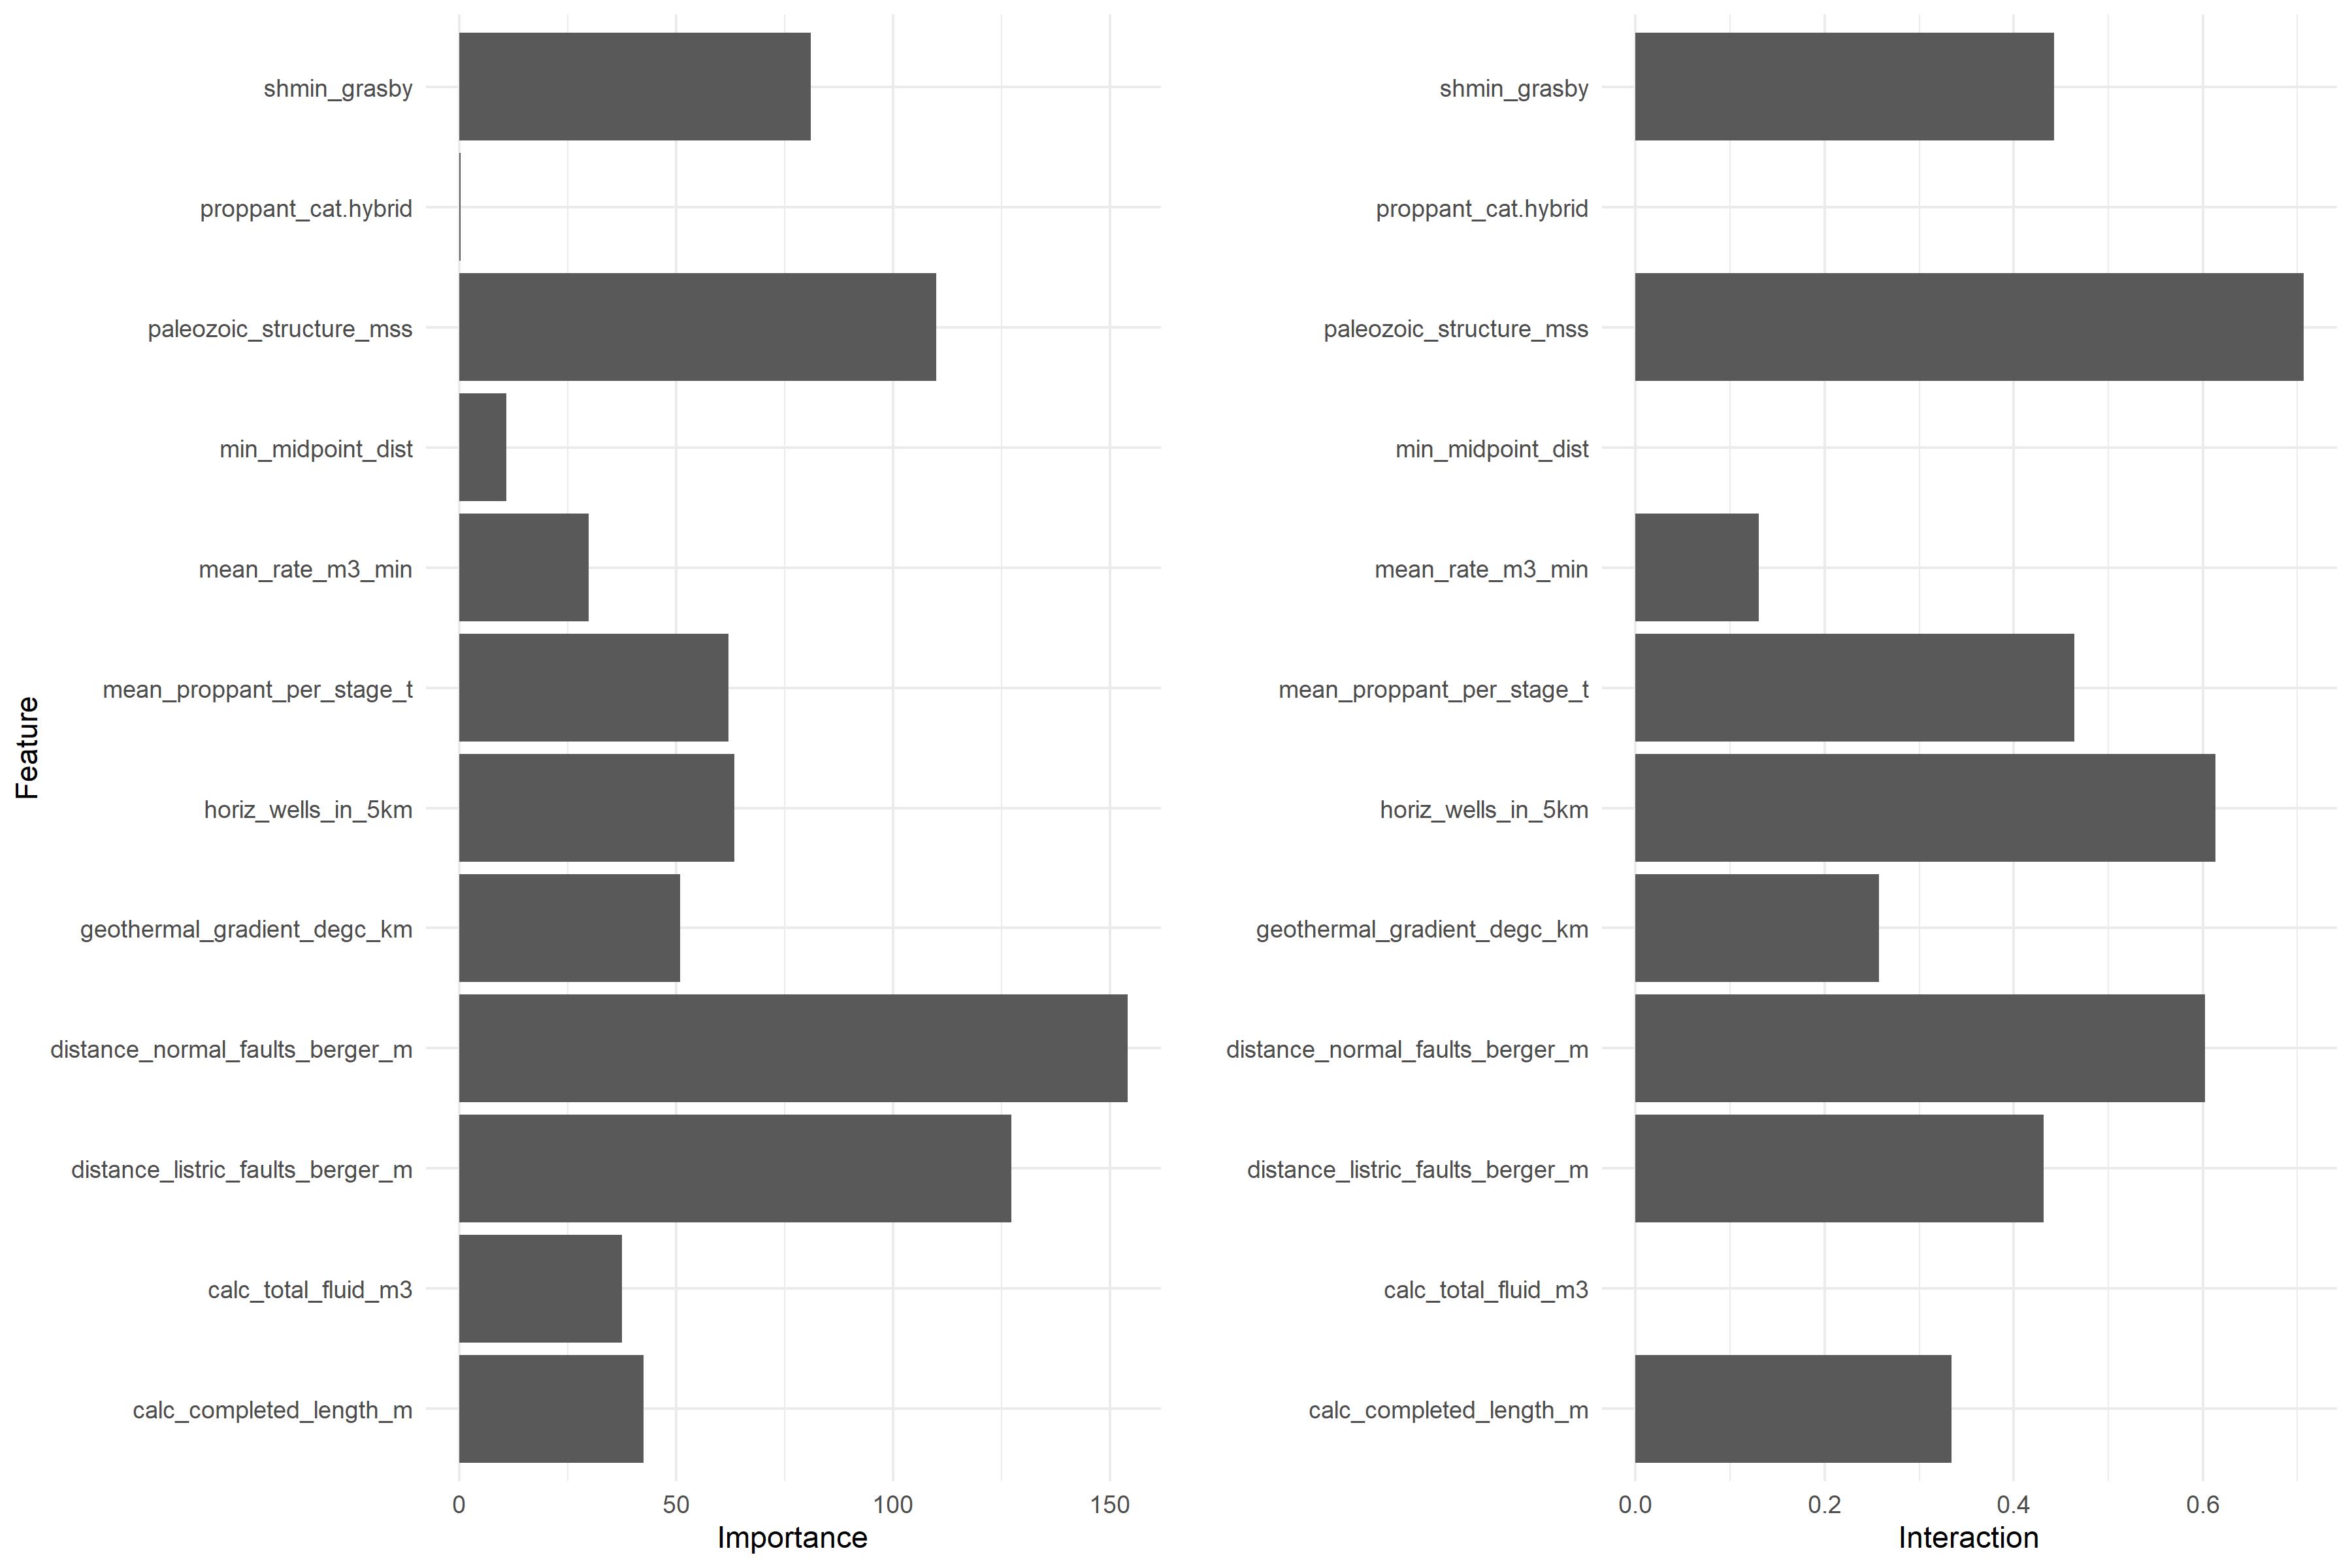 Feature
shmin_grasby
proppant_cat.hybrid
paleozoic_structure_mss
min_midpoint_dist
mean_rate_m3_min
mean_proppant_per_stage_t
horiz_wells_in_5km
geothermal_gradient_degc_km
distance_normal_faults_berger_m
distance_listric_faults_berger_m
calc_total_fluid_m3
calc_completed_length_m
0 50 100 150
Importance
shmin_grasby
proppant_cat.hybrid
paleozoic_structure_mss
min_midpoint_dist
mean_rate_m3_min
mean_proppant_per_stage_t
horiz_wells_in_5km
geothermal_gradient_degc_km
distance_normal_faults_berger_m
distance_listric_faults_berger_m
calc_total_fluid_m3
calc_completed_length_m
0.0 0.2 0.4 0.6
Interaction